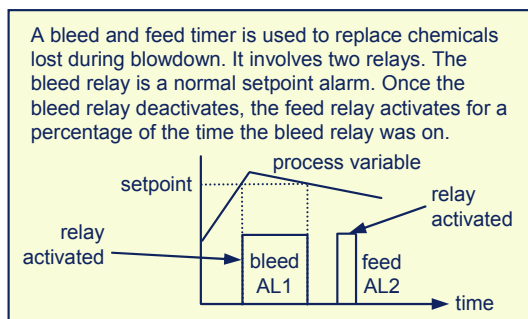 A bleed and feed timer is used to replace chemicals
lost during blowdown. It involves two relays. The
bleed relay is a normal setpoint alarm. Once the
bleed relay deactivates, the feed relay activates for a
percentage of the time the bleed relay was on.
process variable
setpoint
relay
activated
relay
activated
bleed
AL1
feed
AL2
time